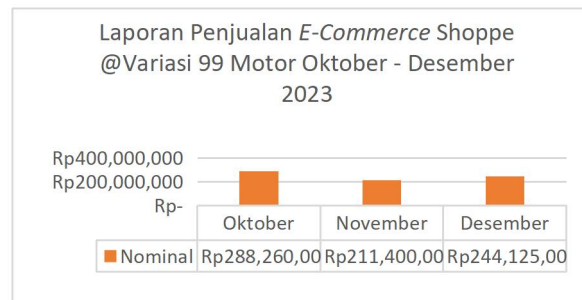 Laporan Penjualan E-Commerce Shoppe
@Variasi 99 Motor Oktober - Desember
2023
Rp400,000,000
Rp200,000,000
Rp-
Oktober November Desember
Nominal Rp288,260,00 Rp211,400,00 Rp244,125,00